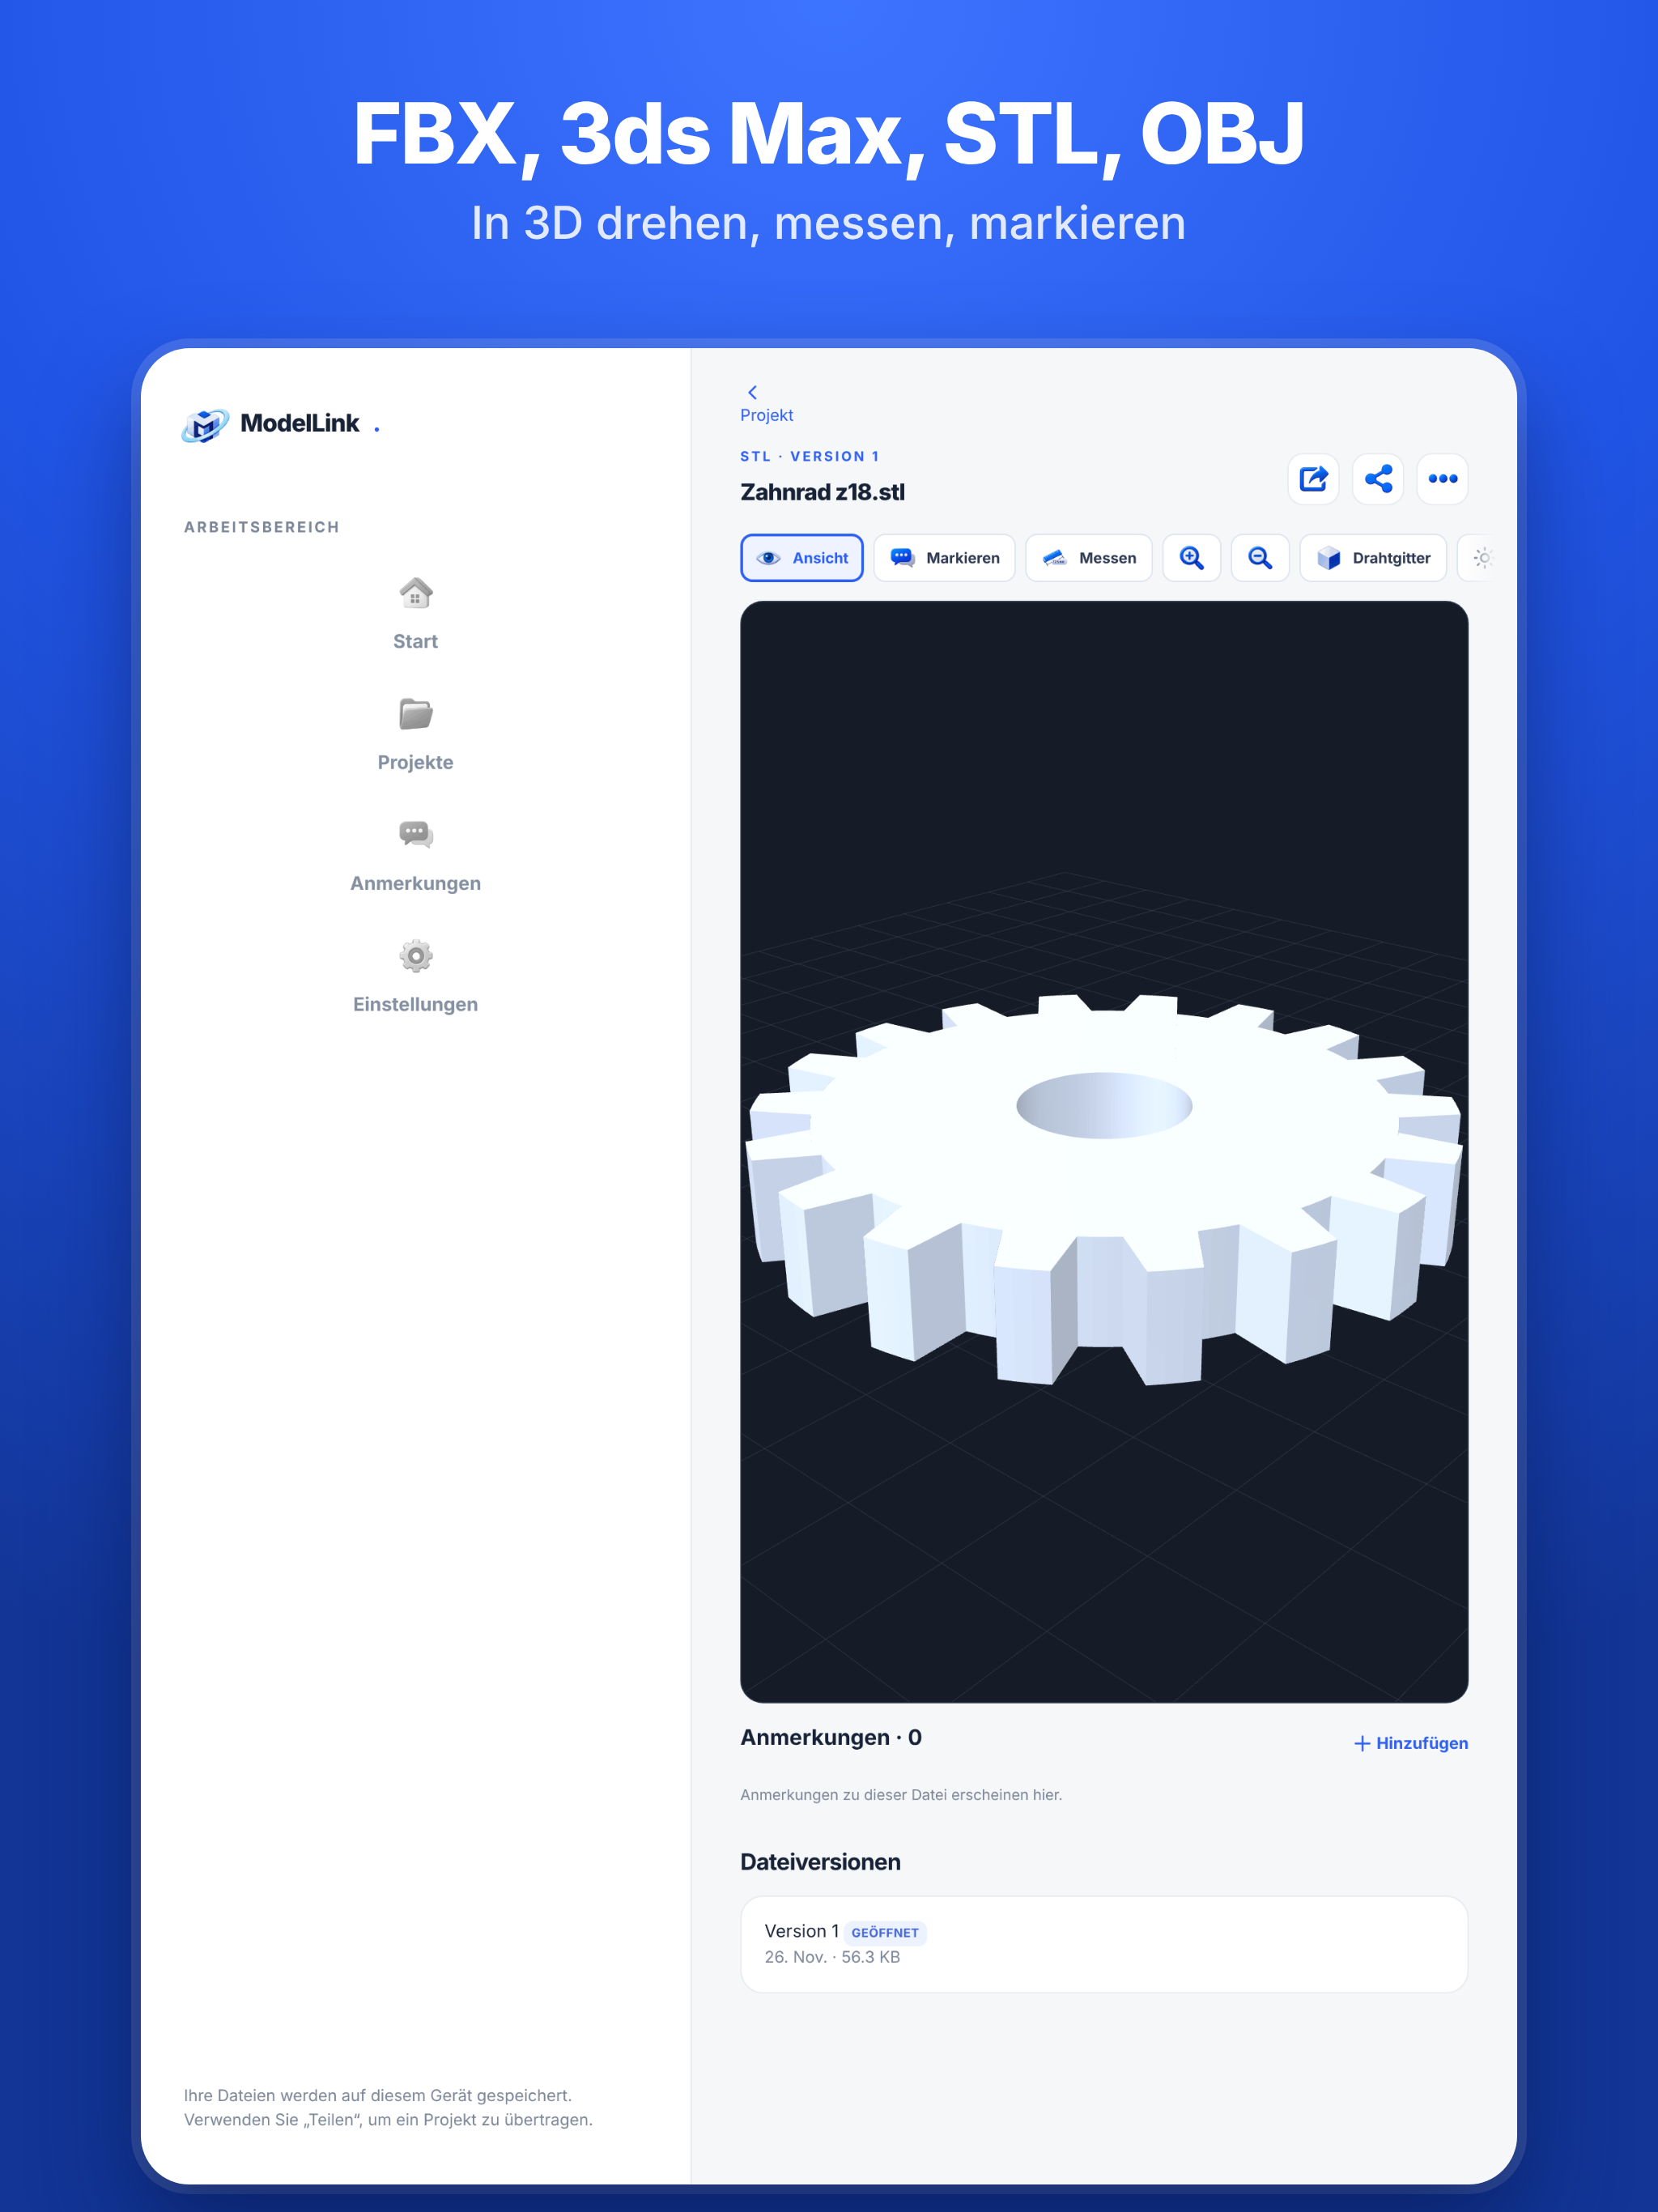 FBX, 3ds Max, STL, OBJ
In 3D drehen, messen, markieren
ModelLink .
ARBEITSBEREICH
Start
Projekte
Anmerkungen
Einstellungen
Ihre Dateien werden auf diesem Gerät gespeichert.
Verwenden Sie „Teilen“, um ein Projekt zu übertragen.
Projekt
STL · VERSION 1
Zahnrad z18.stl
Ansicht
Markieren
Messen
Drahtgitter
Anmerkungen · 0
Hinzufügen
Anmerkungen zu dieser Datei erscheinen hier.
Dateiversionen
Version 1 GEÖFFNET
26. Nov. · 56.3 KB